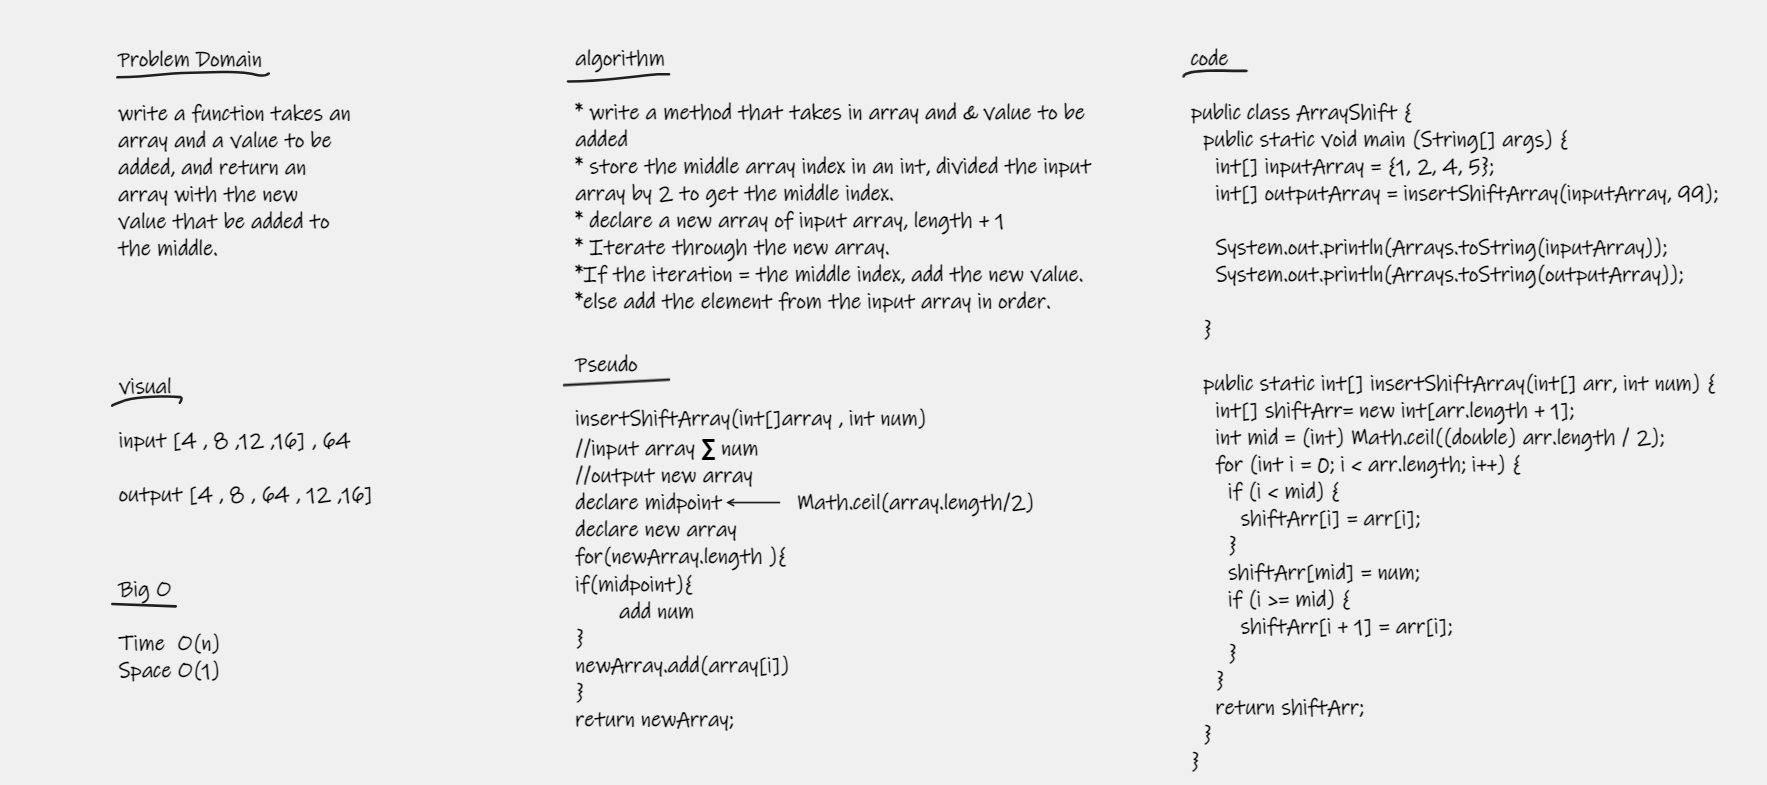 Problem Domain
write a function takes an
array and a value to be
added, and return an
array with the new
value that be added to
the middle.
visual
input [4 , 8 ,12 ,16] , 64
output [4 , 8 , 64 , 12 ,16]
Big O
Time  O(n)
Space O(1)
algorithm
* write a method that takes in array and & value to be
added
* store the middle array index in an int, divided the input
array by 2 to get the middle index.
* declare a new array of input array, length + 1
* Iterate through the new array.
*If the iteration = the middle index, add the new value.
*else add the element from the input array in order.
Pseudo
insertShiftArray(int[]array , int num)
//input array ∑ num
//output new array
declare midpoint ← Math.ceil(array.length/2)
declare new array
for(newArray.length ){
if(midpoint){
add num
}
newArray.add(array[i])
}
return newArray;
code
public class ArrayShift {
public static void main (String[] args) {
int[] inputArray = {1, 2, 4, 5};
int[] outputArray = insertShiftArray(inputArray, 99);
System.out.println(Arrays.toString(inputArray));
System.out.println(Arrays.toString(outputArray));
}
public static int[] insertShiftArray(int[] arr, int num) {
int[] shiftArr= new int[arr.length + 1];
int mid = (int) Math.ceil((double) arr.length / 2);
for (int i = 0; i < arr.length; i++) {
if (i < mid) {
shiftArr[i] = arr[i];
}
shiftArr[mid] = num;
if (i >= mid) {
shiftArr[i + 1] = arr[i];
}
}
return shiftArr;
}
}